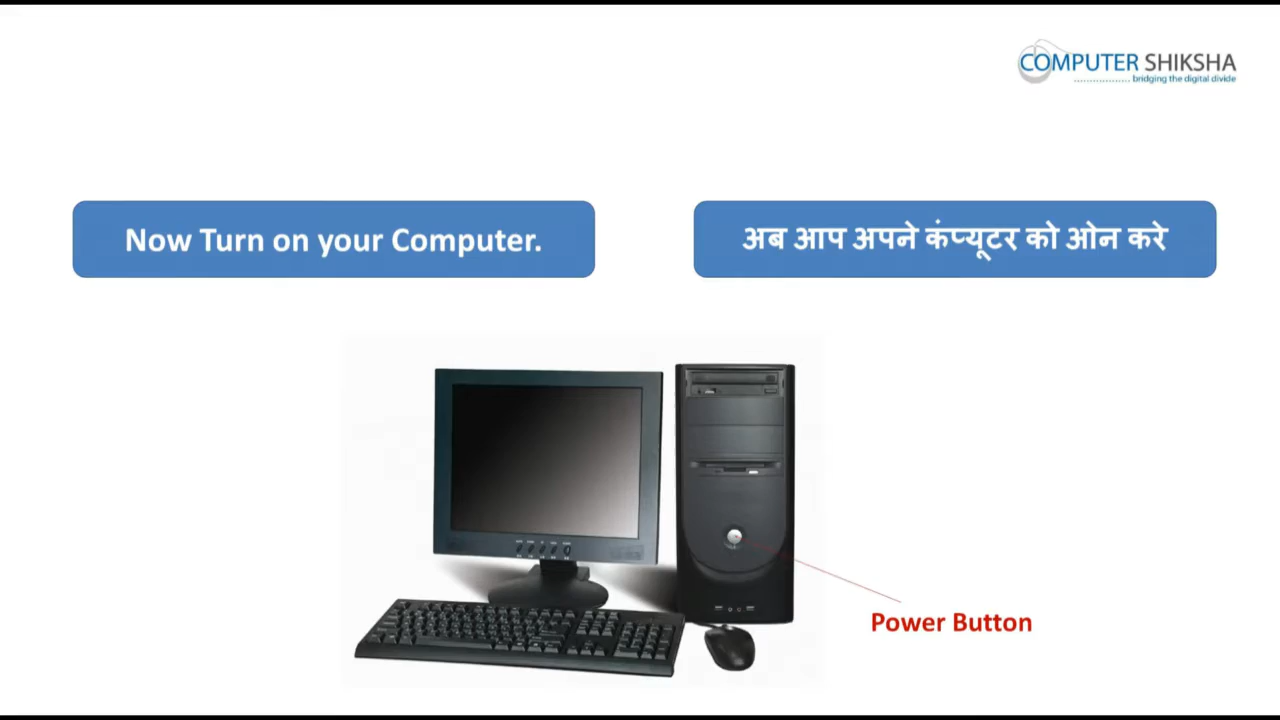 COMPUTER SHIKSHA
bridging the digital divide
Now Turn on your Computer.
अब आप अपने कंप्यूटर को ओन करे
Power Button